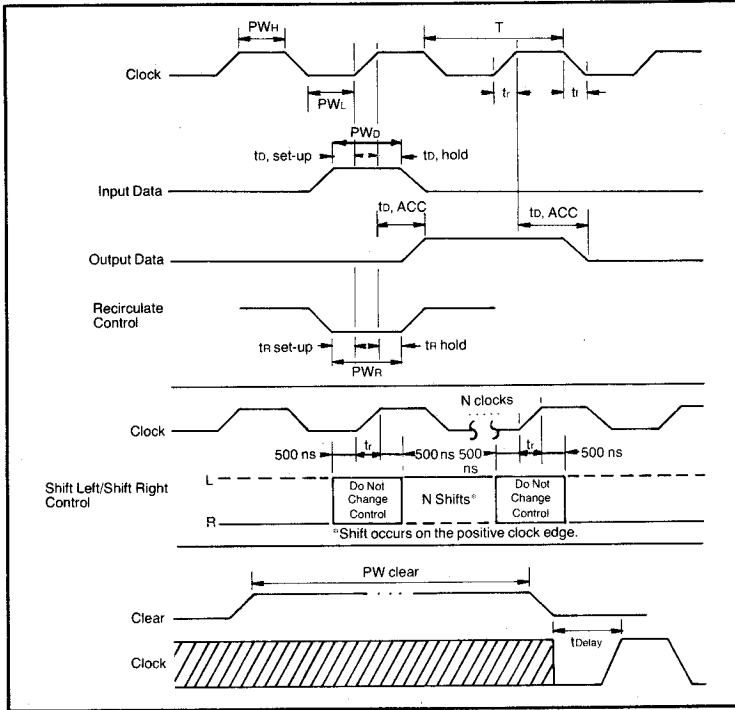 PWH
T
Clock
tr
tf
PWL
PWD
tD, set-up
tD, hold
Input Data
tD, ACC
tD, ACC
Output Data
Recirculate
Control
tR set-up
tR hold
PWR
N clocks
Clock
500 ns
tr
500 ns
500 ns
tr
500 ns
Shift Left/Shift Right
Control
L
R
Do Not
Change
Control
N Shifts*
Do Not
Change
Control
*Shift occurs on the positive clock edge.
PW clear
Clear
tDelay
Clock